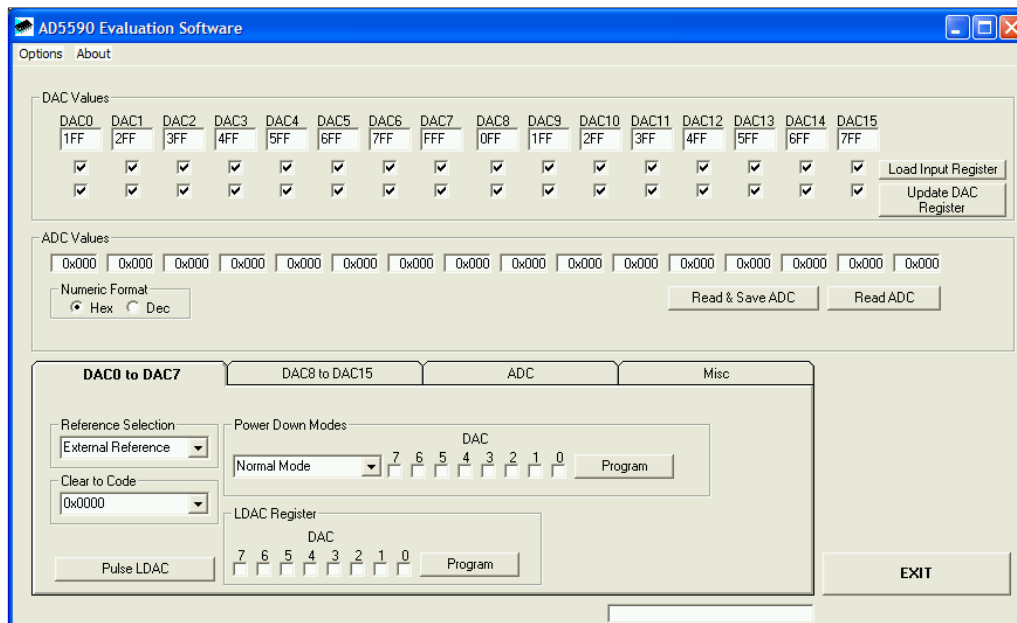 AD5590 Evaluation Software
Options About
DAC Values
DAC0 DAC1 DAC2 DAC3 DAC4 DAC5 DAC6 DAC7 DAC8 DAC9 DAC10 DAC11 DAC12 DAC13 DAC14 DAC15
1FF 2FF 3FF 4FF 5FF 6FF 7FF FFF 0FF 1FF 2FF 3FF 4FF 5FF 6FF 7FF
Load Input Register
Update DAC
Register
ADC Values
0x000 0x000 0x000 0x000 0x000 0x000 0x000 0x000 0x000 0x000 0x000 0x000 0x000 0x000 0x000 0x000
Numeric Format
Hex Dec
Read & Save ADC Read ADC
DAC0 to DAC7 DAC8 to DAC15 ADC Misc
Reference Selection
External Reference
Clear to Code
0x0000
Pulse LDAC
Power Down Modes
DAC
7 6 5 4 3 2 1 0
Normal Mode
Program
LDAC Register
DAC
7 6 5 4 3 2 1 0
Program
EXIT